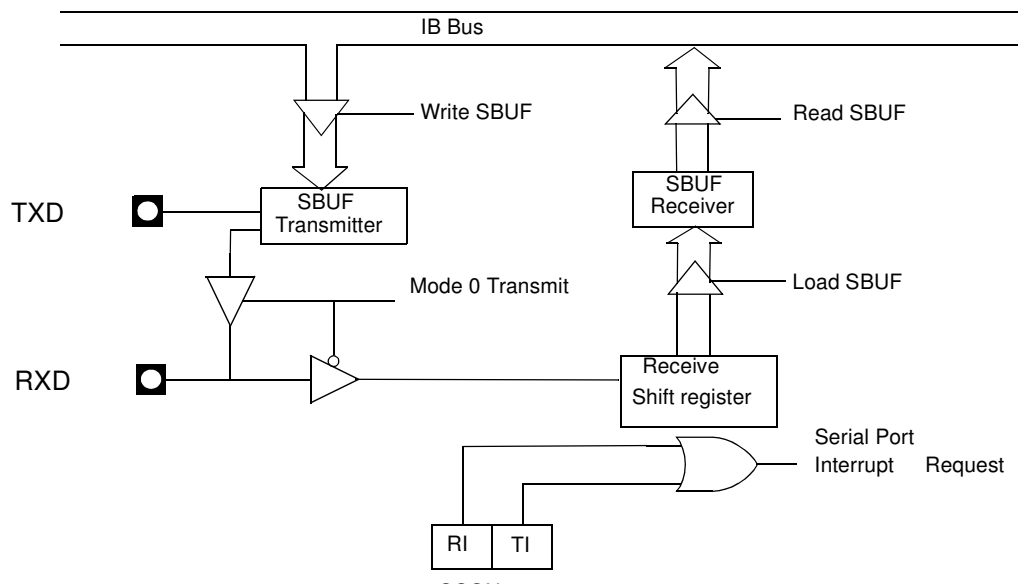 IB Bus
Write SBUF
Read SBUF
SBUF
Transmitter
SBUF
Receiver
TXD
Load SBUF
Mode 0 Transmit
RXD
Receive
Shift register
Serial Port
Interrupt Request
RI
TI